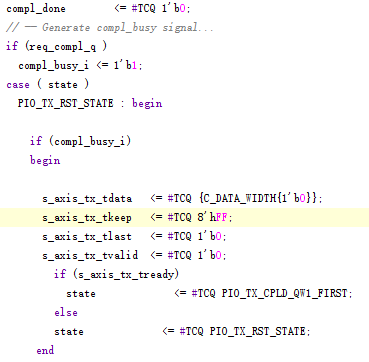 compl_done <= #TCQ 1'b0;
// -- Generate compl_busy signal...
if (req_compl_q )
compl_busy_i <= 1'b1;
case ( state )
PIO_TX_RST_STATE : begin
if (compl_busy_i)
begin
s_axis_tx_tdata <= #TCQ {C_DATA_WIDTH{1'b0}};
s_axis_tx_tkeep <= #TCQ 8'hFF;
s_axis_tx_tlast <= #TCQ 1'b0;
s_axis_tx_tvalid <= #TCQ 1'b0;
if (s_axis_tx_tready)
state <= #TCQ PIO_TX_CPLD_QW1_FIRST;
else
state <= #TCQ PIO_TX_RST_STATE;
end